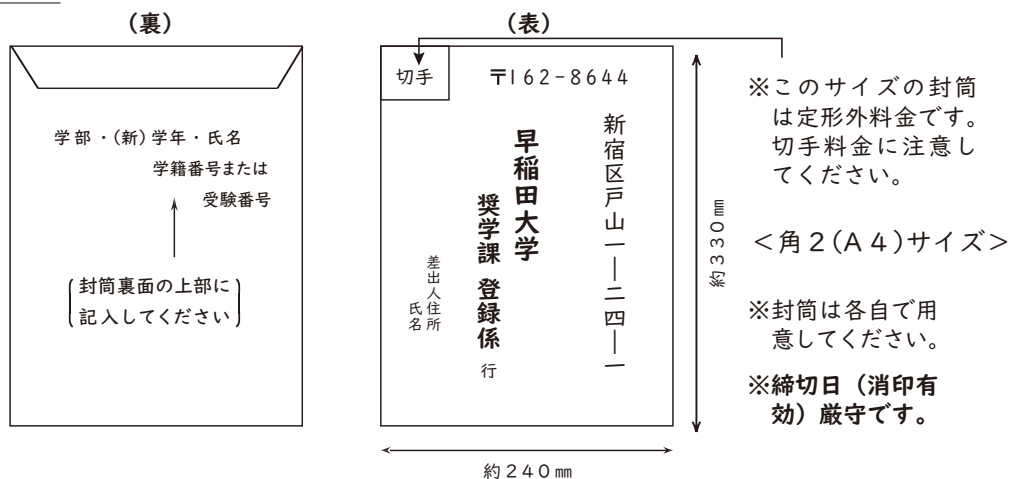 (裏)
学部・(新)学年・氏名
学籍番号または
受験番号
封筒裏面の上部に
記入してください
(表)
切手
〒162-8644
新宿区戸山一―二四―一
早稲田大学
奨学課 登録係 行
差出人住所
氏名
約330㎜
約240㎜
※このサイズの封筒
は定形外料金です。
切手料金に注意し
てください。
＜角2(A4)サイズ＞
※封筒は各自で用
意してください。
※締切日（消印有
効）厳守です。